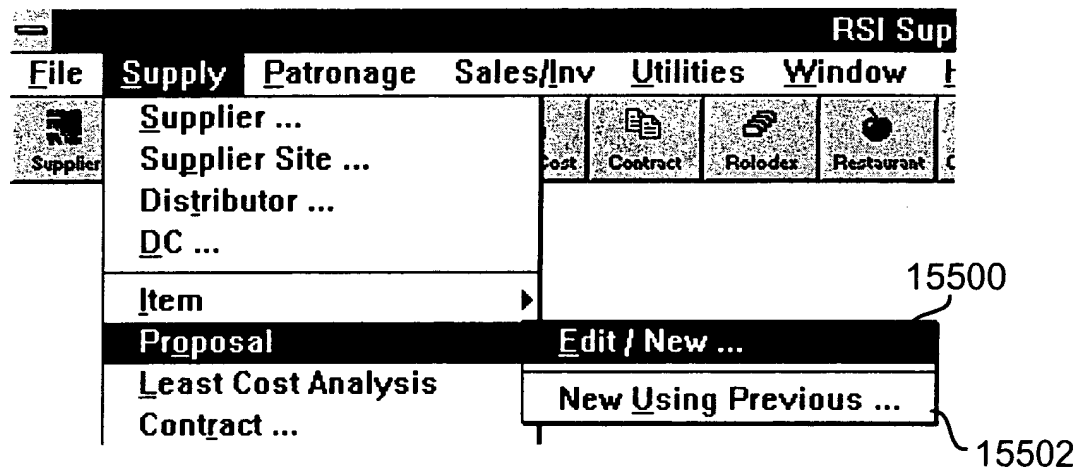 RSI Sup
File Supply Patronage Sales/Inv Utilities Window
Supplier Cost Contract Rolodex Restaurant
Supplier ...
Supplier Site ...
Distributor ...
DC ...
Item
Proposal
Least Cost Analysis
Contract ...
15500
Edit / New ...
New Using Previous ...
15502